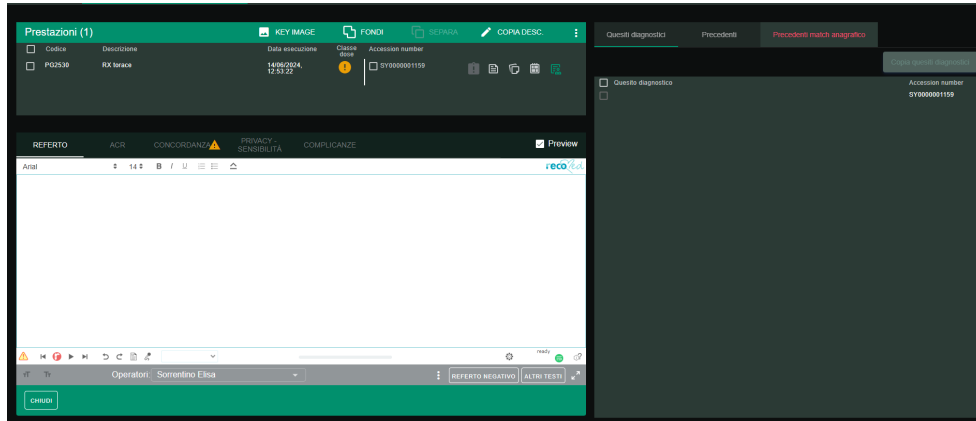 Prestazioni (1)
KEY IMAGE
FONDI
SEPARA
COPIA DESC.
Codice
Descrizione
Data esecuzione
Classe dose
Accession number
PG2530
RX torace
14/06/2024, 12:53:22
SY0000001159
REFERTO
ACR
CONCORDANZA
PRIVACY - SENSIBILITÀ
COMPLICANZE
Preview
Arial
14
B I U
recoMed
ready
Operatori
Sorrentino Elisa
REFERTO NEGATIVO
ALTRI TESTI
CHIUDI
Quesiti diagnostici
Precedenti
Precedenti match anagrafico
Copia quesiti diagnostici
Quesito diagnostico
Accession number
SY0000001159